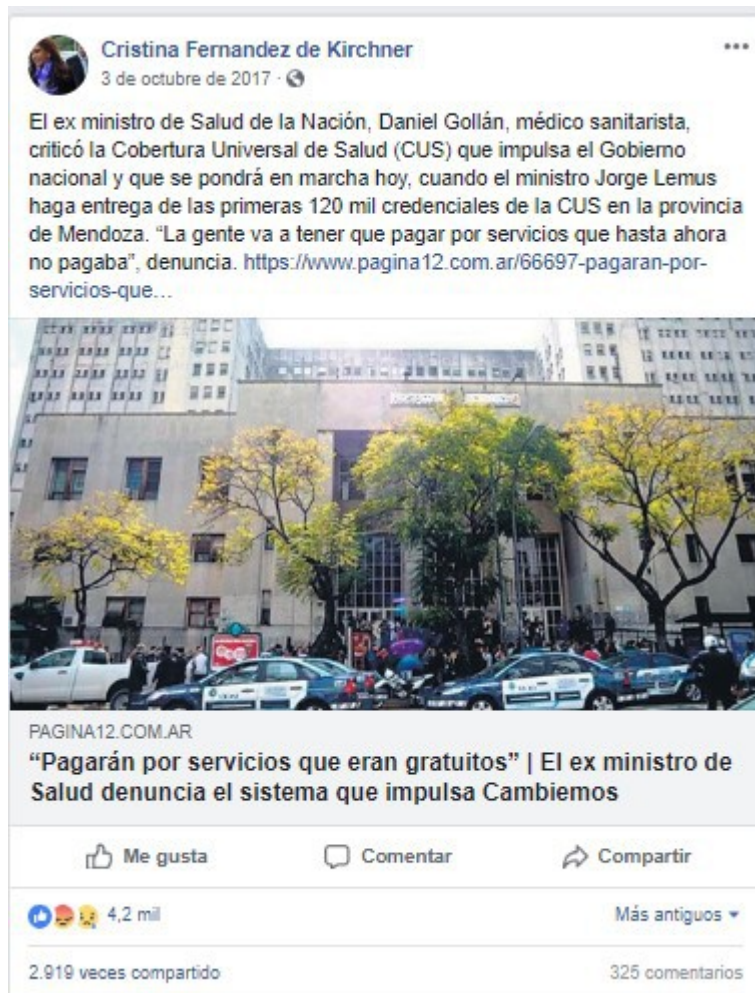 Cristina Fernandez de Kirchner
3 de octubre de 2017 ·
El ex ministro de Salud de la Nación, Daniel Gollán, médico sanitarista,
criticó la Cobertura Universal de Salud (CUS) que impulsa el Gobierno
nacional y que se pondrá en marcha hoy, cuando el ministro Jorge Lemus
haga entrega de las primeras 120 mil credenciales de la CUS en la provincia
de Mendoza. “La gente va a tener que pagar por servicios que hasta ahora
no pagaba”, denuncia. https://www.pagina12.com.ar/66697-pagaran-por-
servicios-que…
PAGINA12.COM.AR
“Pagarán por servicios que eran gratuitos” | El ex ministro de
Salud denuncia el sistema que impulsa Cambiemos
Me gusta
Comentar
Compartir
4,2 mil
Más antiguos
2.919 veces compartido
325 comentarios